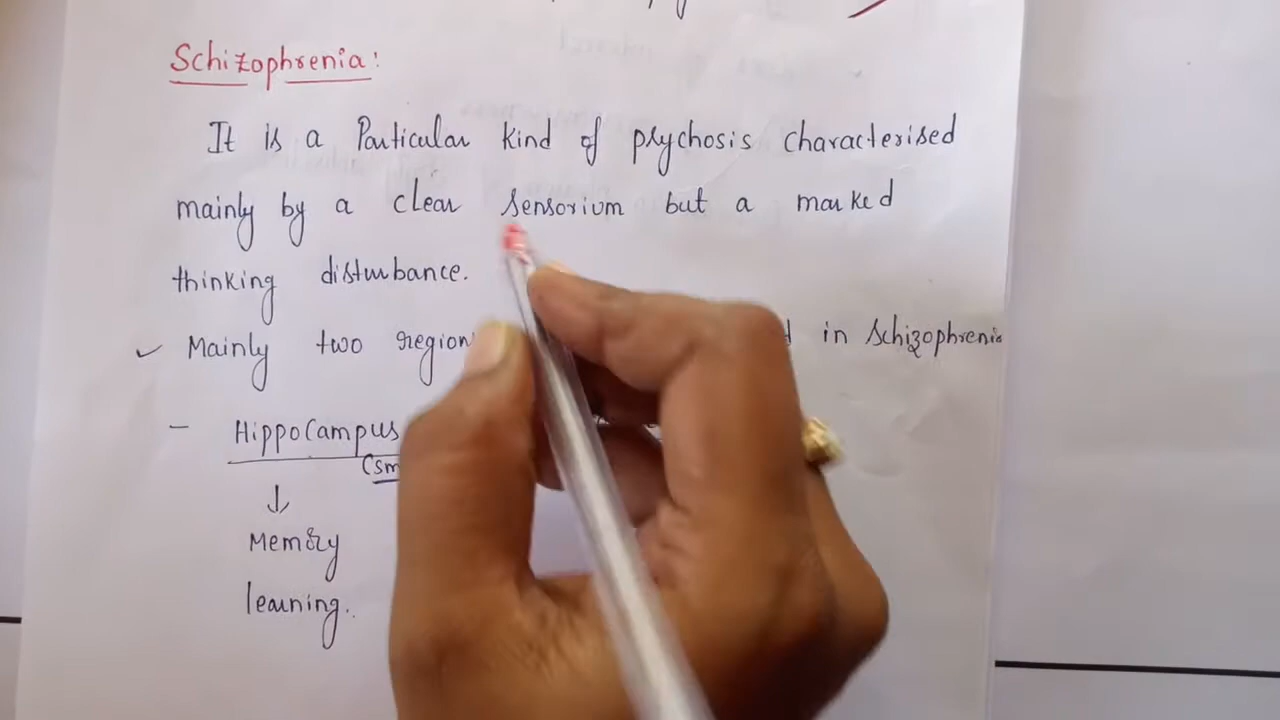 Schizophrenia:
It is a Particular kind of psychosis characterised
mainly by a clear sensorium but a marked
thinking disturbance.
✓ Mainly two region in Schizophrenia
- Hippocampus
(sm
↓
Memory
learning.